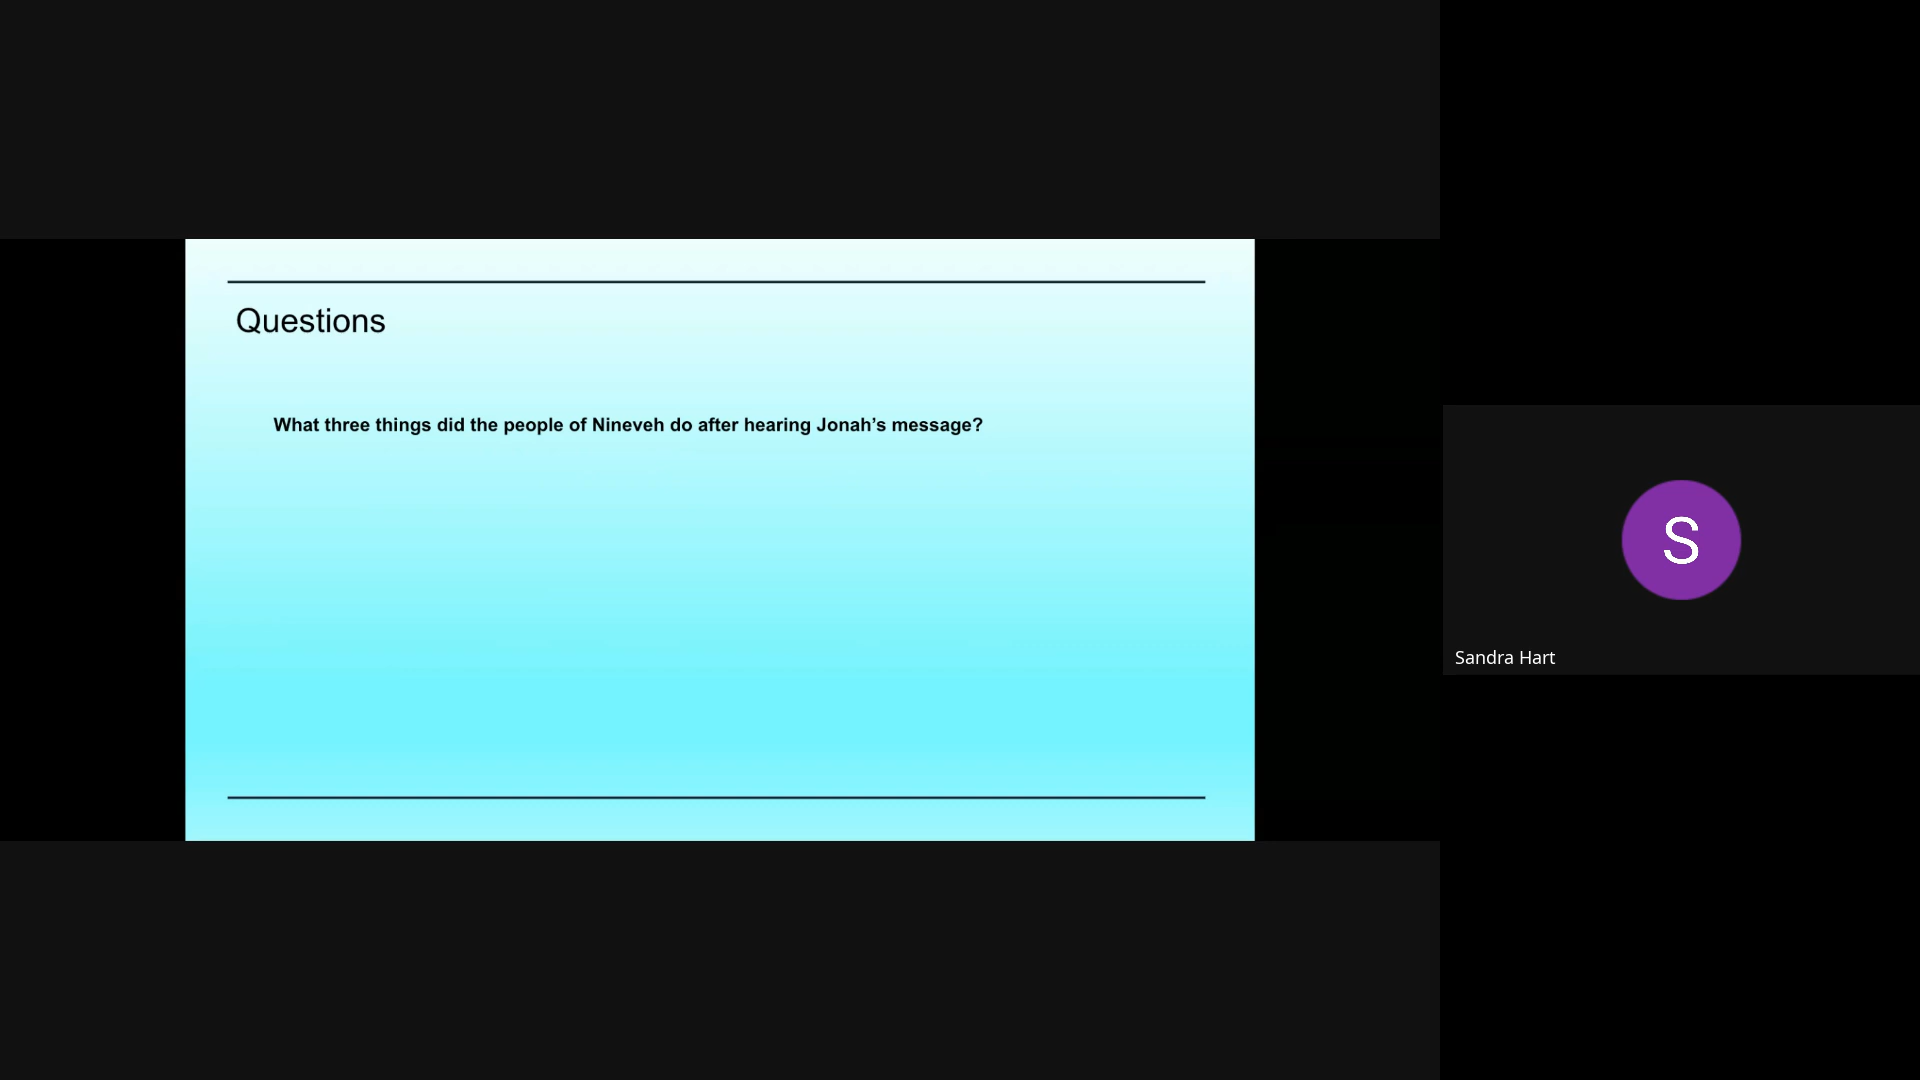 Questions
What three things did the people of Nineveh do after hearing Jonah’s message?
S
Sandra Hart